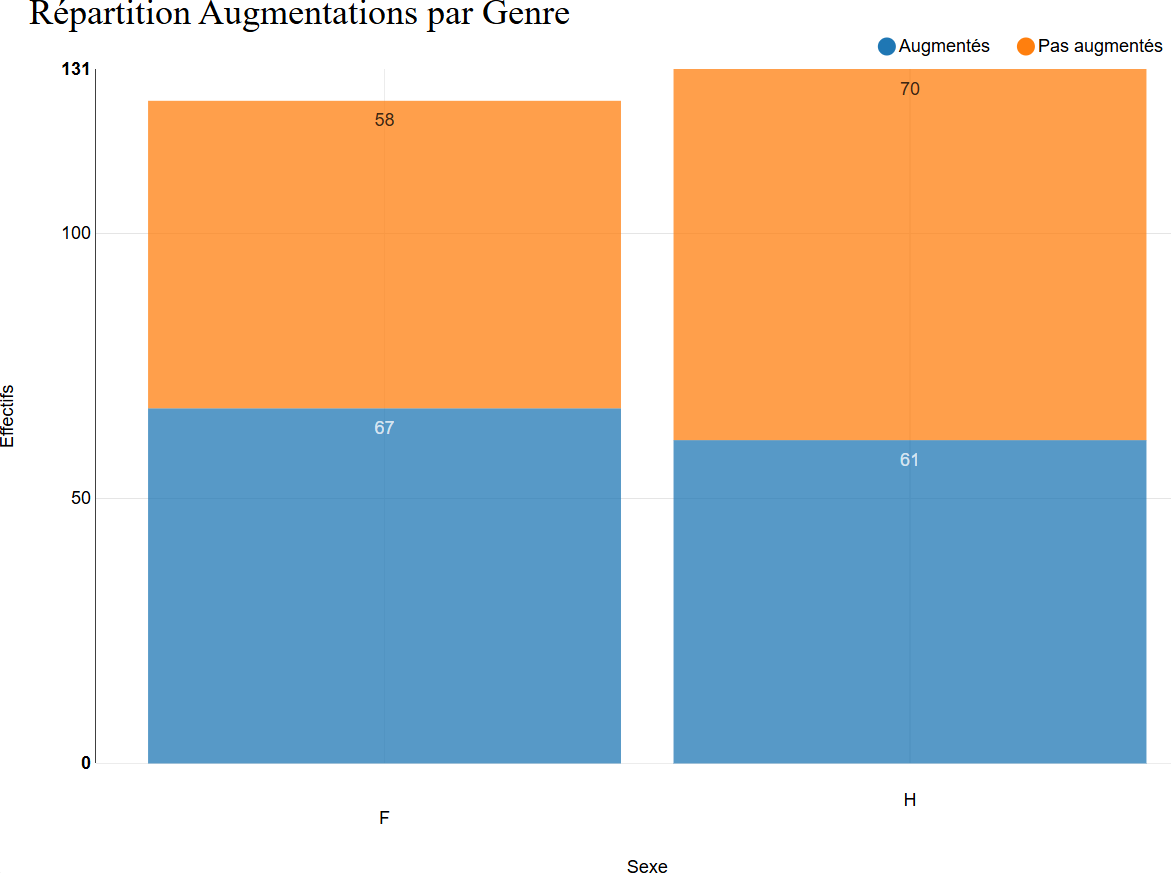 Répartition Augmentations par Genre
Augmentés
Pas augmentés
131
100
50
0
Effectifs
58
67
70
61
F
H
Sexe